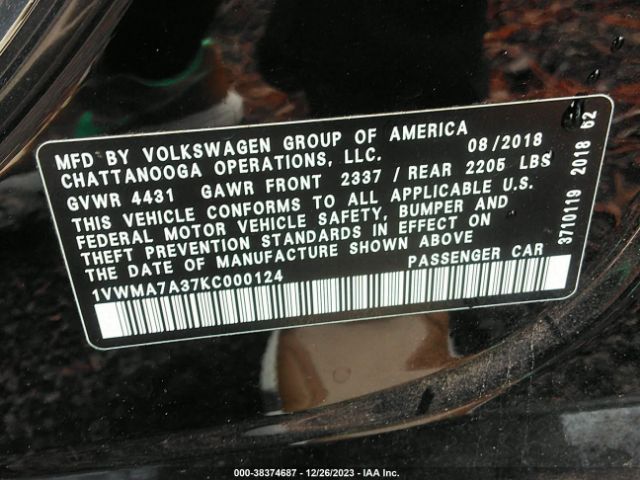 MFD BY VOLKSWAGEN GROUP OF AMERICA 08/2018
CHATTANOOGA OPERATIONS, LLC.
GVWR 4431 GAWR FRONT 2337 / REAR 2205 LBS
THIS VEHICLE CONFORMS TO ALL APPLICABLE U.S.
FEDERAL MOTOR VEHICLE SAFETY, BUMPER AND
THEFT PREVENTION STANDARDS IN EFFECT ON
THE DATE OF MANUFACTURE SHOWN ABOVE
1VWMA7A37KC000124 PASSENGER CAR
3710119 2018 62
000-38374687 - 12/26/2023 - IAA Inc.